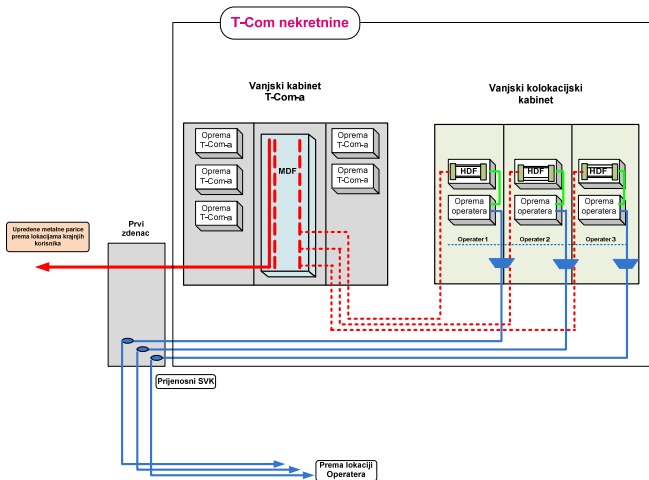 T-Com nekretnine
Vanjski kabinet
T-Com-a
Vanjski kolokacijski
kabinet
Oprema
T-Com-a
Oprema
T-Com-a
Oprema
T-Com-a
MDF
Oprema
T-Com-a
Oprema
T-Com-a
HDF
HDF
HDF
Oprema
operatera
Oprema
operatera
Oprema
operatera
Operater 1
Operater 2
Operater 3
Upredene metalne parice
prema lokacijama krajnjih
korisnika
Prvi
zdenac
Prijenosni SVK
Prema lokaciji
Operatera